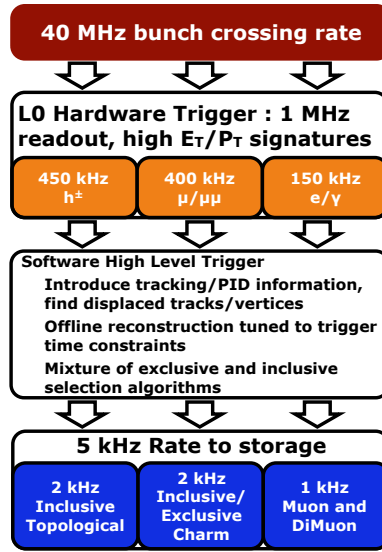 40 MHz bunch crossing rate
L0 Hardware Trigger : 1 MHz
readout, high ET/PT signatures
450 kHz
h±
400 kHz
μ/μμ
150 kHz
e/γ
Software High Level Trigger
Introduce tracking/PID information,
find displaced tracks/vertices
Offline reconstruction tuned to trigger
time constraints
Mixture of exclusive and inclusive
selection algorithms
5 kHz Rate to storage
2 kHz
Inclusive
Topological
2 kHz
Inclusive/
Exclusive
Charm
1 kHz
Muon and
DiMuon